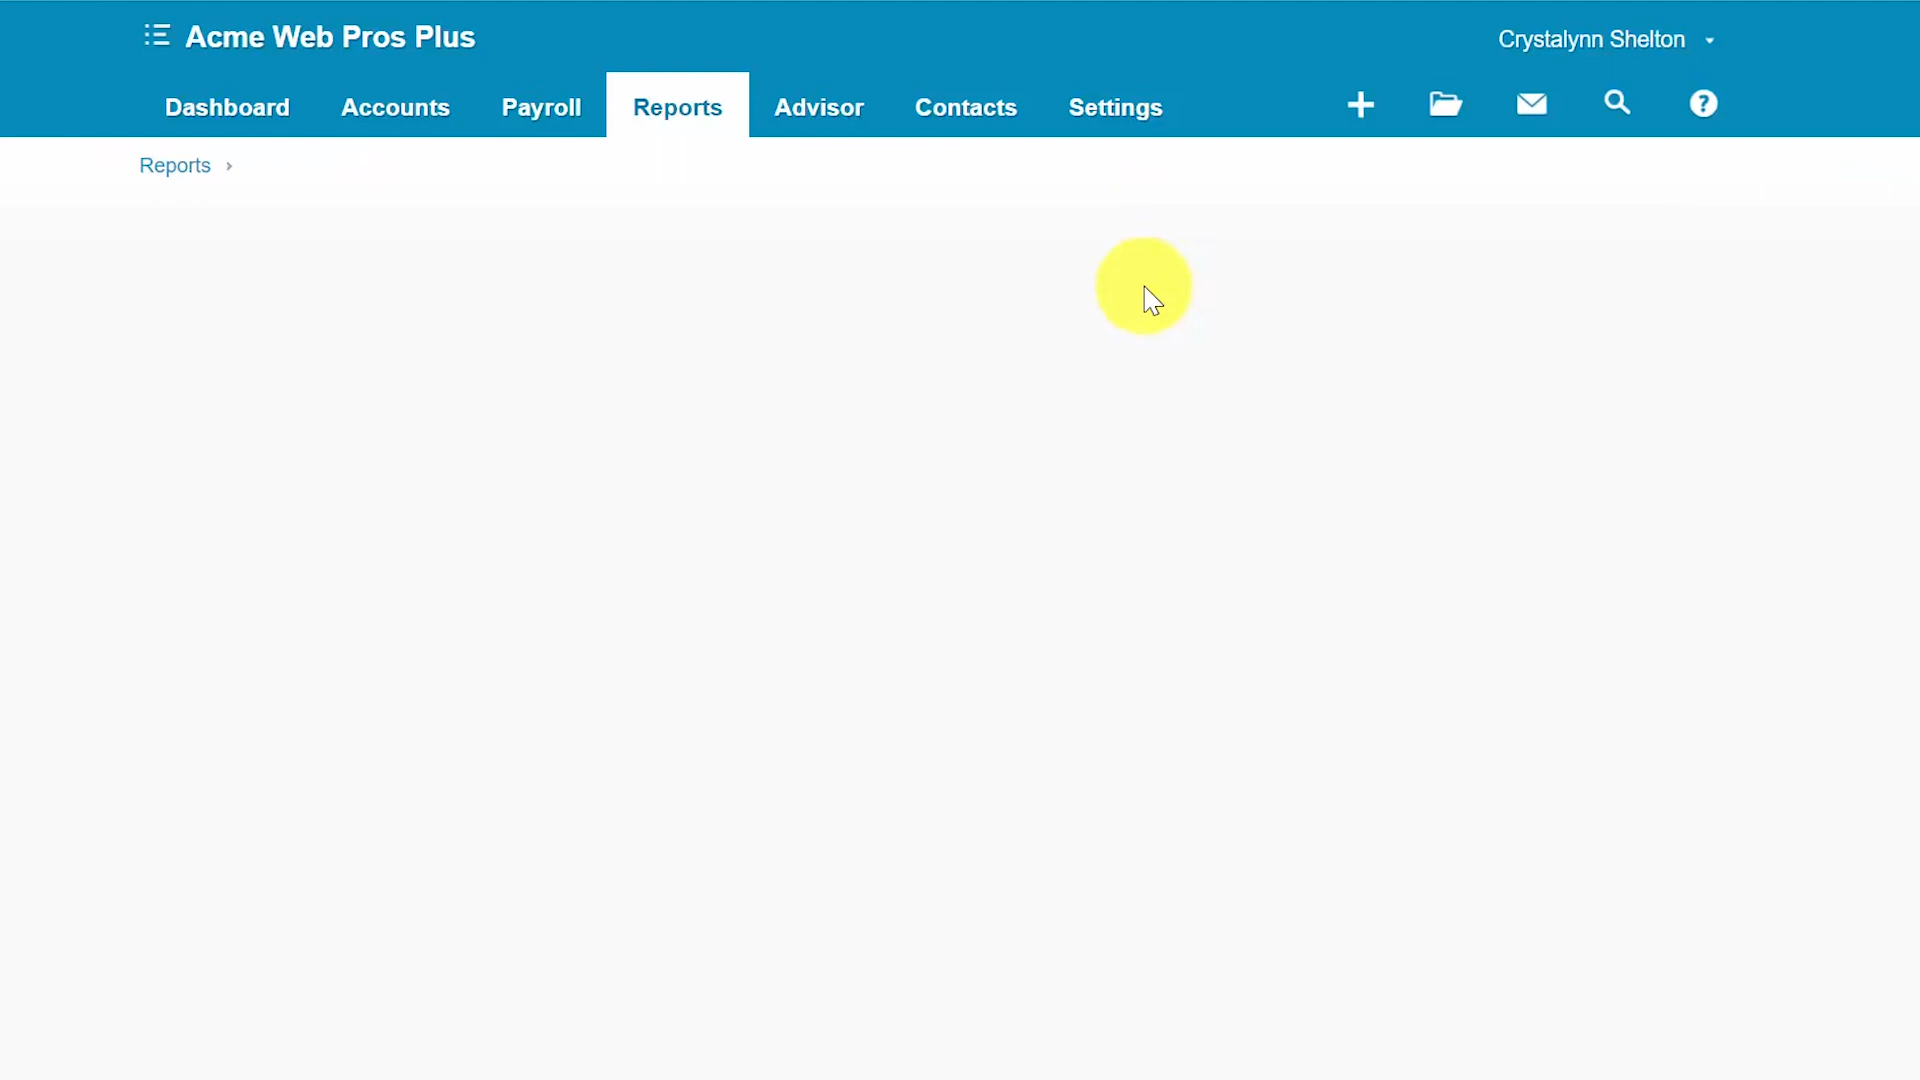 Acme Web Pros Plus
Crystalynn Shelton
Dashboard Accounts Payroll Reports Advisor Contacts Settings
Reports ›